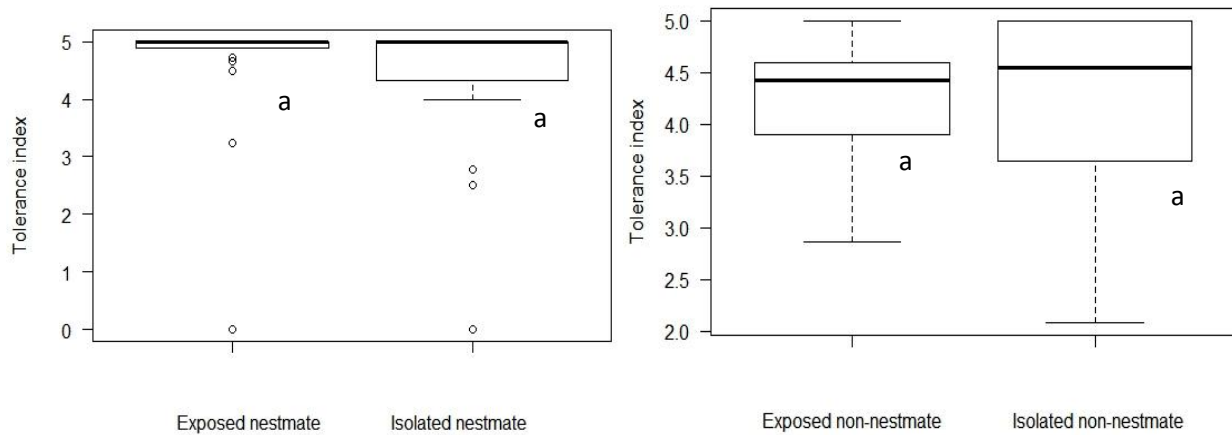 Tolerance index
5
4
3
2
1
0
a
a
Exposed nestmate
Isolated nestmate
Tolerance index
5.0
4.5
4.0
3.5
3.0
2.5
2.0
a
a
Exposed non-nestmate
Isolated non-nestmate